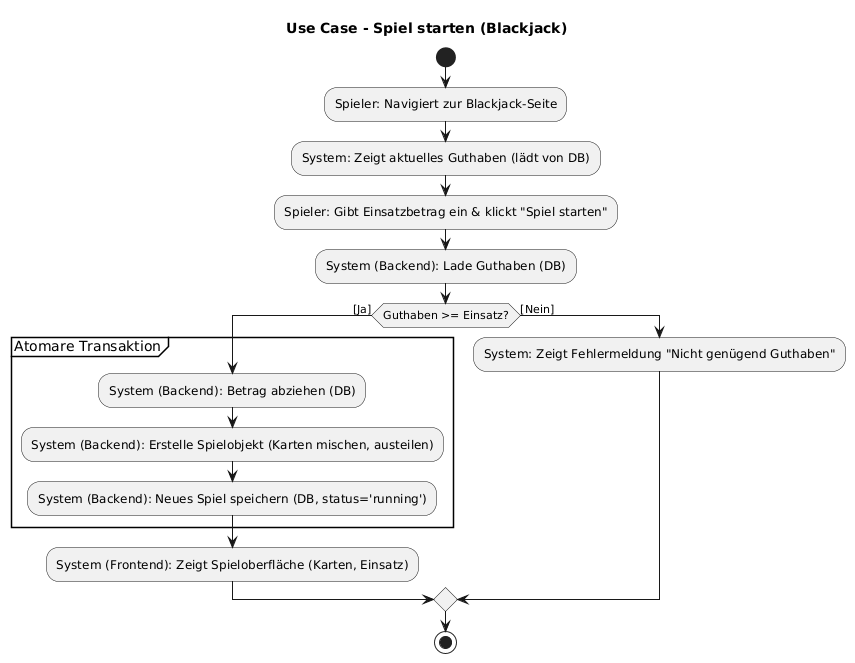 Use Case - Spiel starten (Blackjack)
Spieler: Navigiert zur Blackjack-Seite
System: Zeigt aktuelles Guthaben (lädt von DB)
Spieler: Gibt Einsatzbetrag ein & klickt "Spiel starten"
System (Backend): Lade Guthaben (DB)
[Ja]
Guthaben >= Einsatz?
[Nein]
Atomare Transaktion
System (Backend): Betrag abziehen (DB)
System (Backend): Erstelle Spielobjekt (Karten mischen, austeilen)
System (Backend): Neues Spiel speichern (DB, status='running')
System (Frontend): Zeigt Spieloberfläche (Karten, Einsatz)
System: Zeigt Fehlermeldung "Nicht genügend Guthaben"